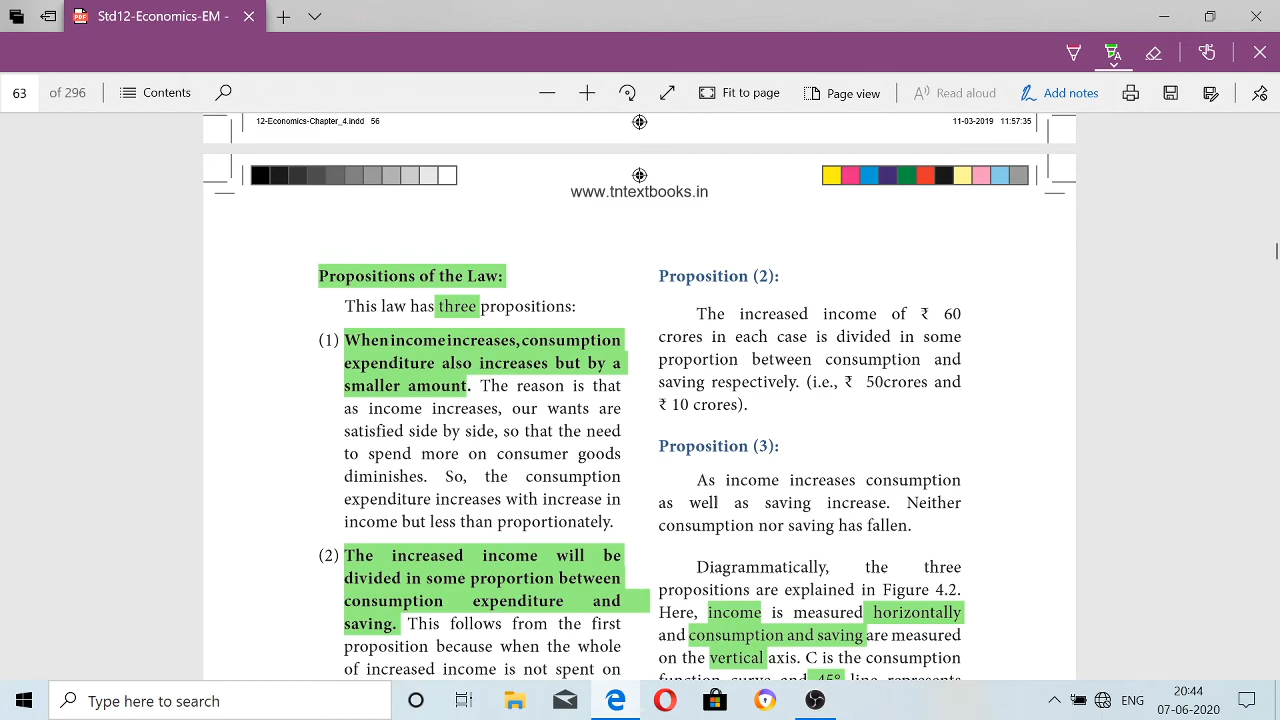 Std12-Economics-EM -
63
of 296
Contents
Fit to page
Page view
Read aloud
Add notes
12-Economics-Chapter_4.indd 56
11-03-2019 11:57:35
www.tntextbooks.in
Propositions of the Law:
This law has three propositions:
(1) When income increases, consumption
expenditure also increases but by a
smaller amount. The reason is that
as income increases, our wants are
satisfied side by side, so that the need
to spend more on consumer goods
diminishes. So, the consumption
expenditure increases with increase in
income but less than proportionately.
(2) The increased income will be
divided in some proportion between
consumption expenditure and
saving. This follows from the first
proposition because when the whole
of increased income is not spent on
Proposition (2):
The increased income of ₹ 60
crores in each case is divided in some
proportion between consumption and
saving respectively. (i.e., ₹ 50crores and
₹ 10 crores).
Proposition (3):
As income increases consumption
as well as saving increase. Neither
consumption nor saving has fallen.
Diagrammatically, the three
propositions are explained in Figure 4.2.
Here, income is measured horizontally
and consumption and saving are measured
on the vertical axis. C is the consumption
function curve and 45° line represents
Type here to search
ENG
20:44
07-06-2020